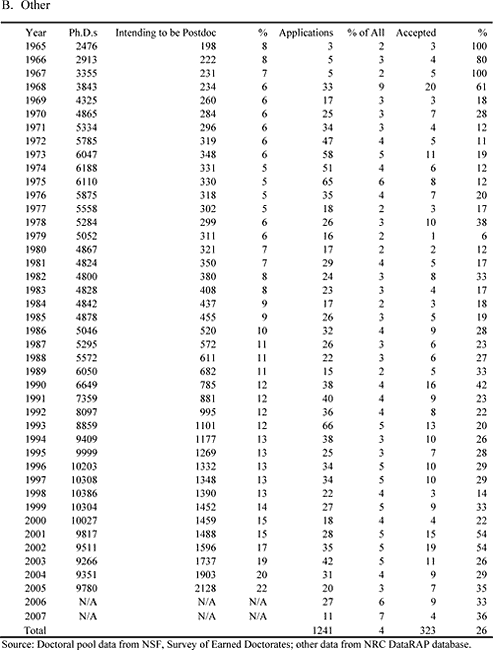 B. Other
Year Ph.D.s Intending to be Postdoc % Applications % of All Accepted %
1965 2476 198 8 3 2 3 100
1966 2913 222 8 5 3 4 80
1967 3355 231 7 5 2 5 100
1968 3843 234 6 33 9 20 61
1969 4325 260 6 17 3 3 18
1970 4865 284 6 25 3 7 28
1971 5334 296 6 34 3 4 12
1972 5785 319 6 47 4 5 11
1973 6047 348 6 58 5 11 19
1974 6188 331 5 51 4 6 12
1975 6110 330 5 65 6 8 12
1976 5875 318 5 35 4 7 20
1977 5558 302 5 18 2 3 17
1978 5284 299 6 26 3 10 38
1979 5052 311 6 16 2 1 6
1980 4867 321 7 17 2 2 12
1981 4824 350 7 29 4 5 17
1982 4800 380 8 24 3 8 33
1983 4828 408 8 23 3 4 17
1984 4842 437 9 17 2 3 18
1985 4878 455 9 26 3 5 19
1986 5046 520 10 32 4 9 28
1987 5295 572 11 26 3 6 23
1988 5572 611 11 22 3 6 27
1989 6050 682 11 15 2 5 33
1990 6649 785 12 38 4 16 42
1991 7359 881 12 40 4 9 23
1992 8097 995 12 36 4 8 22
1993 8859 1101 12 66 5 13 20
1994 9409 1177 13 38 3 10 26
1995 9999 1269 13 25 3 7 28
1996 10203 1332 13 34 5 10 29
1997 10308 1348 13 34 5 10 29
1998 10386 1390 13 22 4 3 14
1999 10304 1452 14 27 5 9 33
2000 10027 1459 15 18 4 4 22
2001 9817 1488 15 28 5 15 54
2002 9511 1596 17 35 5 19 54
2003 9266 1737 19 42 5 11 26
2004 9351 1903 20 31 4 9 29
2005 9780 2128 22 20 3 7 35
2006 N/A N/A N/A 27 6 9 33
2007 N/A N/A N/A 11 7 4 36
Total 1241 4 323 26
Source: Doctoral pool data from NSF, Survey of Earned Doctorates; other data from NRC DataRAP database.